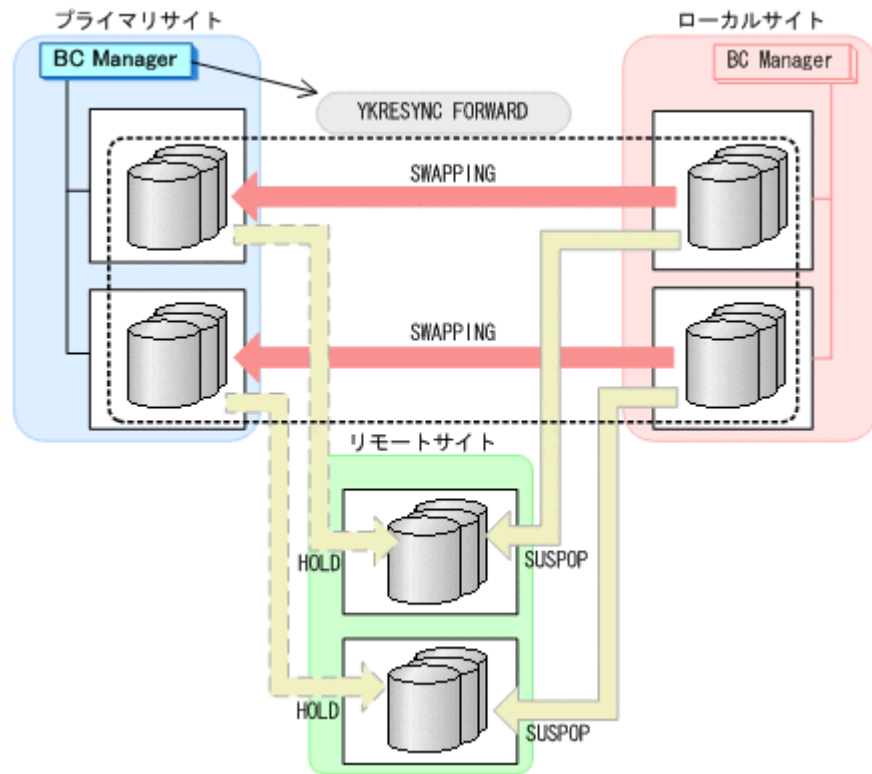 プライマリサイト
ローカルサイト
BC Manager
BC Manager
YKRESYNC FORWARD
SWAPPING
SWAPPING
リモートサイト
HOLD
SUSPOP
HOLD
SUSPOP